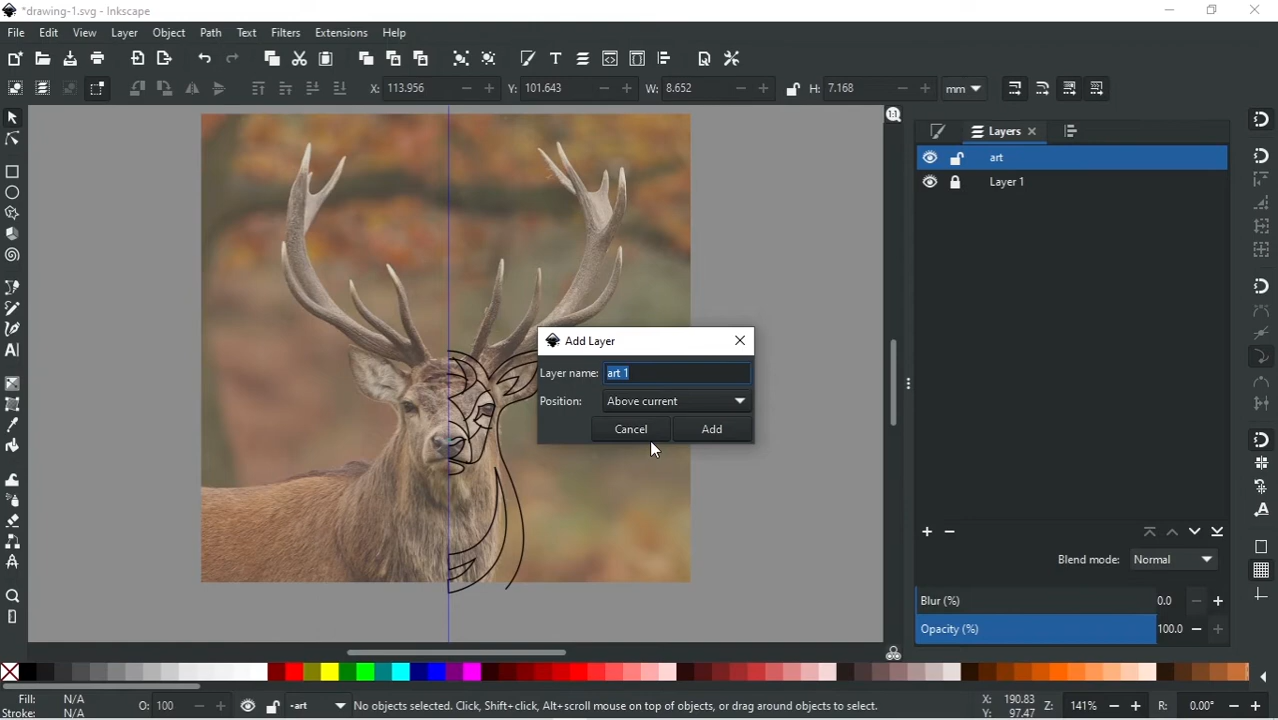 *drawing-1.svg - Inkscape
File Edit View Layer Object Path Text Filters Extensions Help
X: 113.956 Y: 101.643 W: 8.652 H: 7.168 mm
Layers
art
Layer 1
Add Layer
Layer name: art 1
Position: Above current
Cancel Add
Blend mode: Normal
Blur (%) 0.0
Opacity (%) 100.0
Fill: N/A
Stroke: N/A
O: 100
-art
No objects selected. Click, Shift+click, Alt+scroll mouse on top of objects, or drag around objects to select.
X: 190.83
Y: 97.47
Z: 141%
R: 0.00°